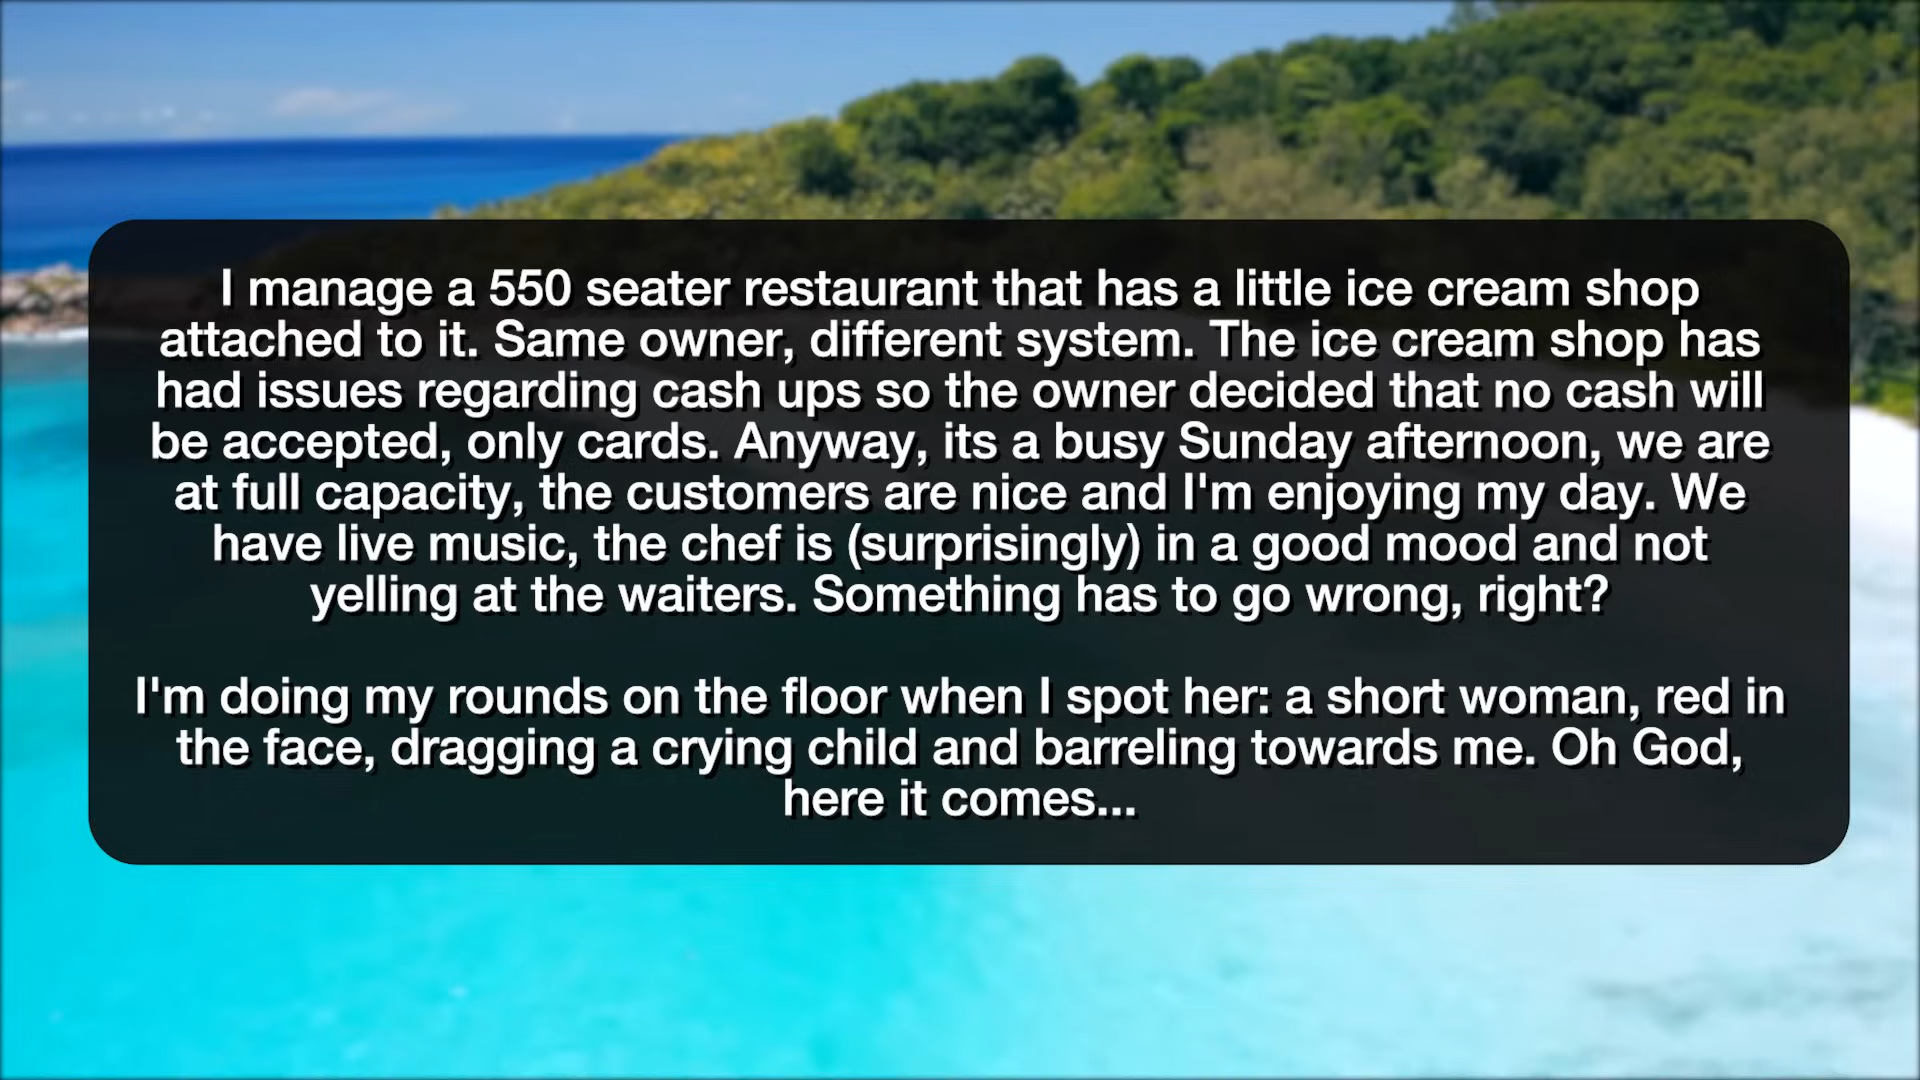 I manage a 550 seater restaurant that has a little ice cream shop
attached to it. Same owner, different system. The ice cream shop has
had issues regarding cash ups so the owner decided that no cash will
be accepted, only cards. Anyway, its a busy Sunday afternoon, we are
at full capacity, the customers are nice and I'm enjoying my day. We
have live music, the chef is (surprisingly) in a good mood and not
yelling at the waiters. Something has to go wrong, right?
I'm doing my rounds on the floor when I spot her: a short woman, red in
the face, dragging a crying child and barreling towards me. Oh God,
here it comes...